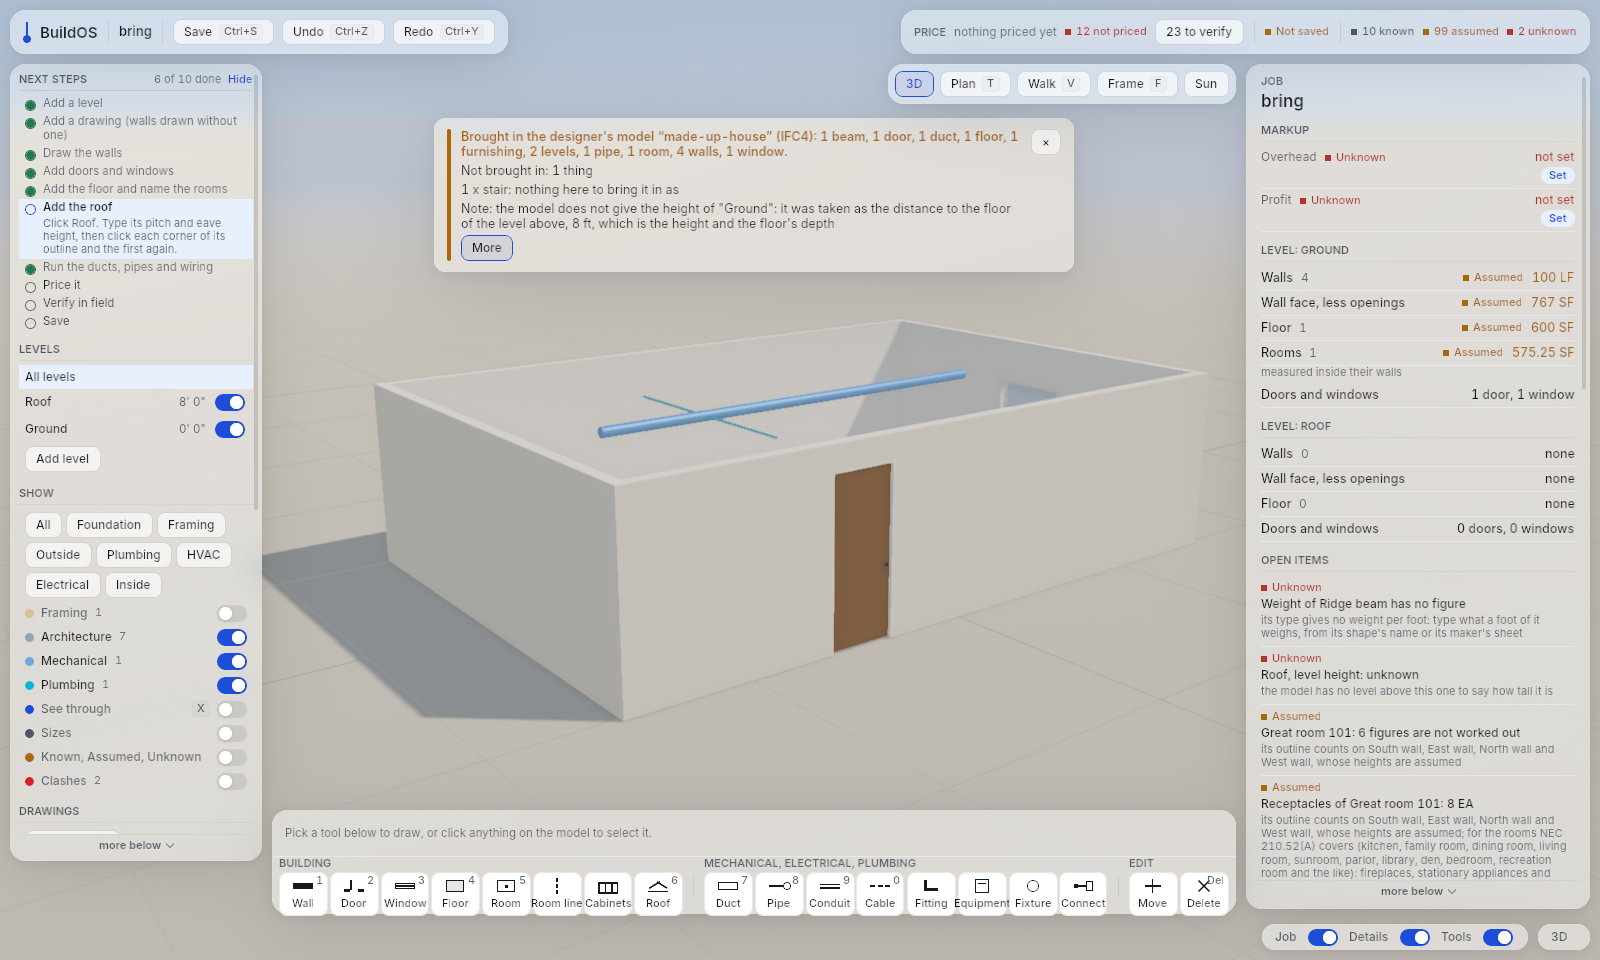 BuildOS bring Save Ctrl+S Undo Ctrl+Z Redo Ctrl+Y
PRICE nothing priced yet 12 not priced 23 to verify Not saved 10 known 99 assumed 2 unknown
NEXT STEPS 6 of 10 done Hide
Add a level
Add a drawing (walls drawn without
one)
Draw the walls
Add doors and windows
Add the floor and name the rooms
Add the roof
Click Roof. Type its pitch and eave
height, then click each corner of its
outline and the first again.
Run the ducts, pipes and wiring
Price it
Verify in field
Save
LEVELS
All levels
Roof 8' 0"
Ground 0' 0"
Add level
SHOW
All Foundation Framing
Outside Plumbing HVAC
Electrical Inside
Framing 1
Architecture 7
Mechanical 1
Plumbing 1
See through X
Sizes
Known, Assumed, Unknown
Clashes 2
DRAWINGS
more below
3D Plan T Walk V Frame F Sun
Brought in the designer's model “made-up-house” (IFC4): 1 beam, 1 door, 1 duct, 1 floor, 1
furnishing, 2 levels, 1 pipe, 1 room, 4 walls, 1 window.
×
Not brought in: 1 thing
1 x stair: nothing here to bring it in as
Note: the model does not give the height of "Ground": it was taken as the distance to the floor
of the level above, 8 ft, which is the height and the floor's depth
More
Pick a tool below to draw, or click anything on the model to select it.
BUILDING MECHANICAL, ELECTRICAL, PLUMBING EDIT
1 2 3 4 5 6 7 8 9 0 Del
Wall Door Window Floor Room Room line Cabinets Roof Duct Pipe Conduit Cable Fitting Equipment Fixture Connect Move Delete
JOB
bring
MARKUP
Overhead Unknown not set
Set
Profit Unknown not set
Set
LEVEL: GROUND
Walls 4 Assumed 100 LF
Wall face, less openings Assumed 767 SF
Floor 1 Assumed 600 SF
Rooms 1 Assumed 575.25 SF
measured inside their walls
Doors and windows 1 door, 1 window
LEVEL: ROOF
Walls 0 none
Wall face, less openings none
Floor 0 none
Doors and windows 0 doors, 0 windows
OPEN ITEMS
Unknown
Weight of Ridge beam has no figure
its type gives no weight per foot: type what a foot of it
weighs, from its shape's name or its maker's sheet
Unknown
Roof, level height: unknown
the model has no level above this one to say how tall it is
Assumed
Great room 101: 6 figures are not worked out
its outline counts on South wall, East wall, North wall and
West wall, whose heights are assumed
Assumed
Receptacles of Great room 101: 8 EA
its outline counts on South wall, East wall, North wall and
West wall, whose heights are assumed; for the rooms NEC
210.52(A) covers (kitchen, family room, dining room, living
room, sunroom, parlor, library, den, bedroom, recreation
room and the like): fireplaces, stationary appliances and
more below
Job Details Tools 3D